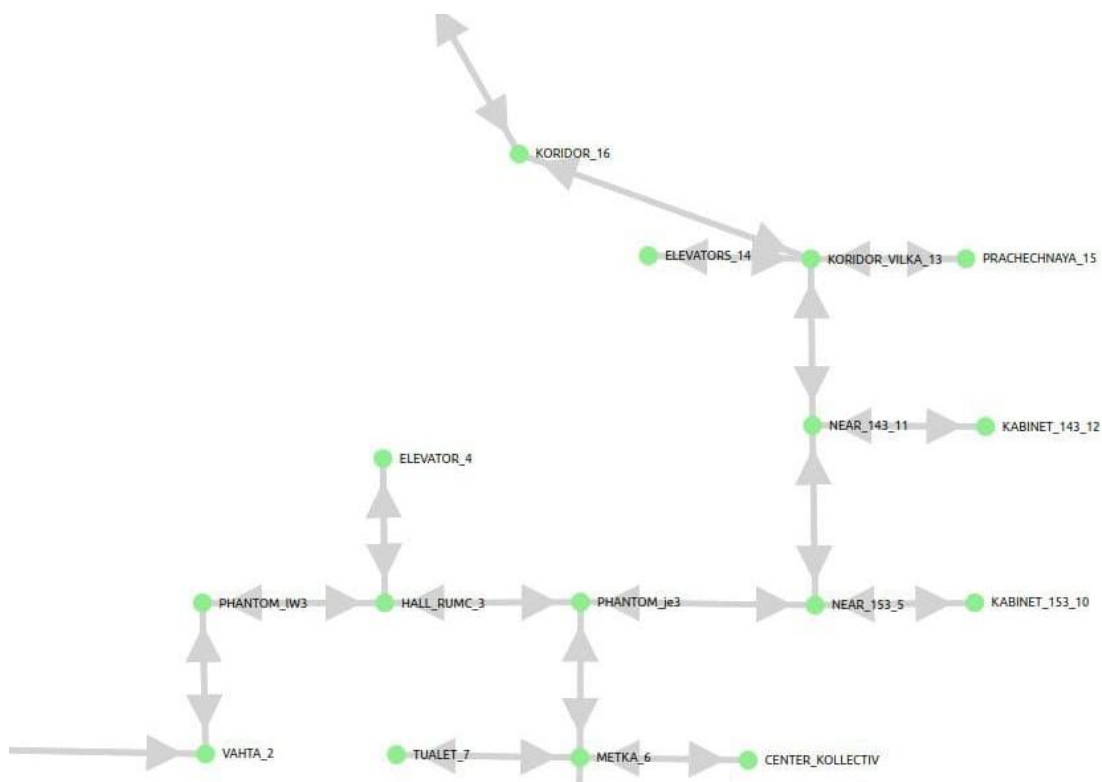 KORIDOR_16
ELEVATORS_14
KORIDOR_VILKA_13
PRACHECHNAYA_15
NEAR_143_11
KABINET_143_12
ELEVATOR_4
PHANTOM_lW3
HALL_RUMC_3
PHANTOM_je3
NEAR_153_5
KABINET_153_10
VAHTA_2
TUALET_7
METKA_6
CENTER_KOLLECTIV